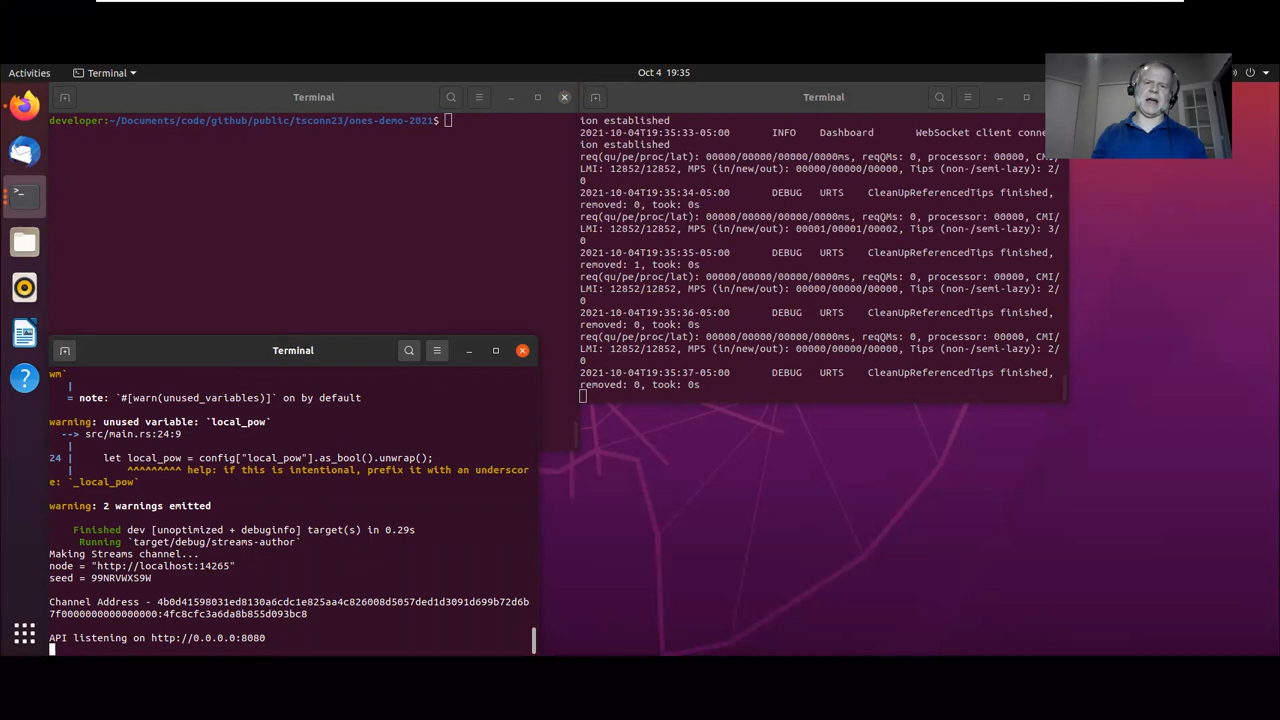 Activities
Terminal
Oct 4 19:35
Terminal
developer:~/Documents/code/github/public/tsconn23/ones-demo-2021$
Terminal
ion established
2021-10-04T19:35:33-05:00 INFO Dashboard WebSocket client conne
ion established
req(qu/pe/proc/lat): 00000/00000/00000/0000ms, reqQMs: 0, processor: 00000, CMI/
LMI: 12852/12852, MPS (in/new/out): 00000/00000/00000, Tips (non-/semi-lazy): 2/
0
2021-10-04T19:35:34-05:00 DEBUG URTS CleanUpReferencedTips finished,
removed: 0, took: 0s
req(qu/pe/proc/lat): 00000/00000/00000/0000ms, reqQMs: 0, processor: 00000, CMI/
LMI: 12852/12852, MPS (in/new/out): 00001/00001/00002, Tips (non-/semi-lazy): 3/
0
2021-10-04T19:35:35-05:00 DEBUG URTS CleanUpReferencedTips finished,
removed: 1, took: 0s
req(qu/pe/proc/lat): 00000/00000/00000/0000ms, reqQMs: 0, processor: 00000, CMI/
LMI: 12852/12852, MPS (in/new/out): 00000/00000/00000, Tips (non-/semi-lazy): 2/
0
2021-10-04T19:35:36-05:00 DEBUG URTS CleanUpReferencedTips finished,
removed: 0, took: 0s
req(qu/pe/proc/lat): 00000/00000/00000/0000ms, reqQMs: 0, processor: 00000, CMI/
LMI: 12852/12852, MPS (in/new/out): 00000/00000/00000, Tips (non-/semi-lazy): 2/
0
2021-10-04T19:35:37-05:00 DEBUG URTS CleanUpReferencedTips finished,
removed: 0, took: 0s
Terminal
wm`
|
= note: `#[warn(unused_variables)]` on by default
warning: unused variable: `local_pow`
--> src/main.rs:24:9
|
24 | let local_pow = config["local_pow"].as_bool().unwrap();
| ^^^^^^^^^ help: if this is intentional, prefix it with an underscor
e: `_local_pow`
warning: 2 warnings emitted
Finished dev [unoptimized + debuginfo] target(s) in 0.29s
Running `target/debug/streams-author`
Making Streams channel...
node = "http://localhost:14265"
seed = 99NRVWXS9W
Channel Address - 4b0d41598031ed8130a6cdc1e825aa4c826008d5057ded1d3091d699b72d6b
7f0000000000000000:4fc8cfc3a6da8b855d093bc8
API listening on http://0.0.0.0:8080